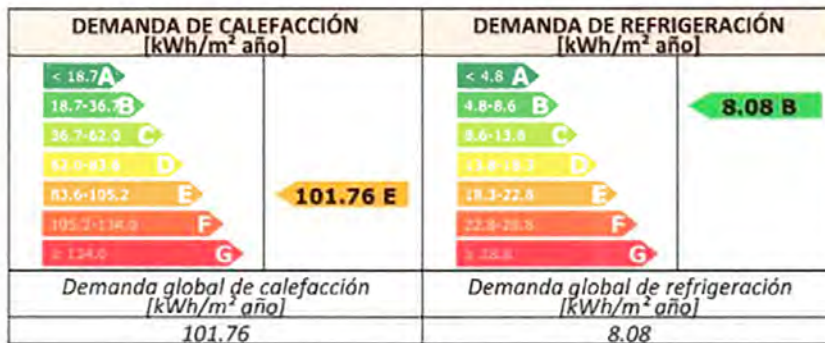 DEMANDA DE CALEFACCIÓN
[kWh/m² año]
< 18.7 A
18.7-36.7 B
36.7-62.0 C
D
83.6-105.2 E
105.2-134.0 F
≥ 134.0 G
101.76 E
Demanda global de calefacción
[kWh/m² año]
101.76
DEMANDA DE REFRIGERACIÓN
[kWh/m² año]
< 4.8 A
4.8-8.6 B
8.6-13.8 C
13.8-18.3 D
18.3-22.8 E
22.8-28.8 F
≥ 28.8 G
8.08 B
Demanda global de refrigeración
[kWh/m² año]
8.08